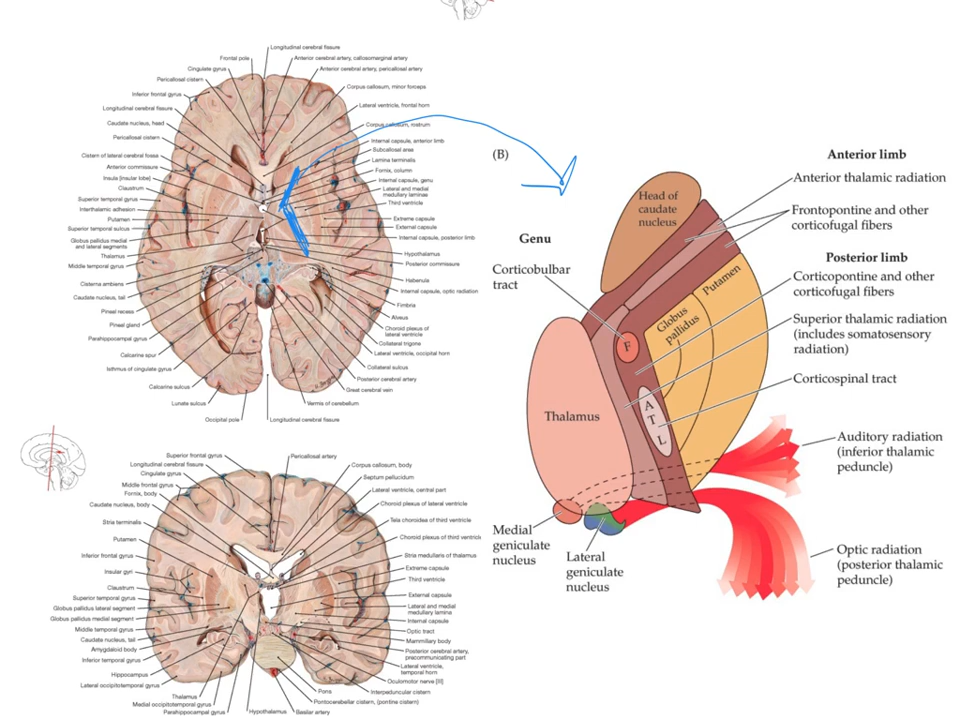 Longitudinal cerebral fissure
Frontal pole
Anterior cerebral artery, callosomarginal artery
Cingulate gyrus
Anterior cerebral artery, pericallosal artery
Pericallosal cistern
Corpus callosum, minor forceps
Inferior frontal gyrus
Lateral ventricle, frontal horn
Longitudinal cerebral fissure
Caudate nucleus, head
Corpus callosum, rostrum
Pericallosal cistern
Internal capsule, anterior limb
Subcallosal area
Cistern of lateral cerebral fossa
Lamina terminalis
Anterior commissure
Fornix, column
Insula [insular lobe]
Internal capsule, genu
Claustrum
Lateral and medial
medullary laminae
Superior temporal gyrus
Third ventricle
Interthalamic adhesion
Putamen
Extreme capsule
Superior temporal sulcus
External capsule
Globus pallidus medial
and lateral segments
Internal capsule, posterior limb
Thalamus
Hypothalamus
Middle temporal gyrus
Posterior commissure
Cisterna ambiens
Habenula
Caudate nucleus, tail
Internal capsule, optic radiation
Pineal recess
Fimbria
Pineal gland
Alveus
Parahippocampal gyrus
Choroid plexus of
lateral ventricle
Calcarine spur
Collateral trigone
Isthmus of cingulate gyrus
Lateral ventricle, occipital horn
Calcarine sulcus
Collateral sulcus
Lunate sulcus
Posterior cerebral artery
Great cerebral vein
Occipital pole
Vermis of cerebellum
Longitudinal cerebral fissure
Superior frontal gyrus
Pericallosal artery
Longitudinal cerebral fissure
Corpus callosum, body
Cingulate gyrus
Septum pellucidum
Middle frontal gyrus
Lateral ventricle, central part
Fornix, body
Choroid plexus of lateral ventricle
Caudate nucleus, body
Tela choroidea of third ventricle
Stria terminalis
Choroid plexus of third ventricle
Putamen
Stria medullaris of thalamus
Inferior frontal gyrus
Extreme capsule
Insular gyri
Third ventricle
Claustrum
External capsule
Superior temporal gyrus
Lateral and medial
medullary lamina
Globus pallidus lateral segment
Internal capsule
Globus pallidus medial segment
Optic tract
Middle temporal gyrus
Mammillary body
Caudate nucleus, tail
Posterior cerebral artery,
precommunicating part
Amygdaloid body
Lateral ventricle,
temporal horn
Inferior temporal gyrus
Oculomotor nerve [III]
Hippocampus
Interpeduncular cistern
Lateral occipitotemporal gyrus
Pons
Thalamus
Pontocerebellar cistern, (pontine cistern)
Medial occipitotemporal gyrus
Basilar artery
Parahippocampal gyrus
Hypothalamus
(B)
Anterior limb
Anterior thalamic radiation
Head of
caudate
nucleus
Frontopontine and other
corticofugal fibers
Genu
Posterior limb
Corticobulbar
tract
Corticopontine and other
corticofugal fibers
Putamen
Globus
pallidus
Superior thalamic radiation
(includes somatosensory
radiation)
F
Corticospinal tract
A
T
L
Thalamus
Auditory radiation
(inferior thalamic
peduncle)
Medial
geniculate
nucleus
Lateral
geniculate
nucleus
Optic radiation
(posterior thalamic
peduncle)